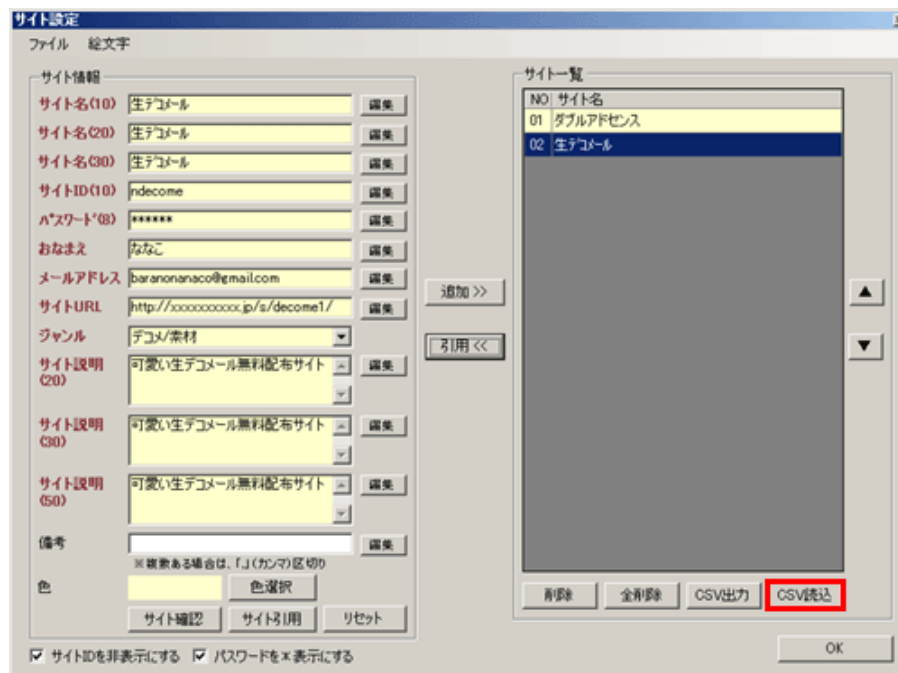 サイト設定
ファイル 絵文字
サイト情報
サイト名(10) 生デコメール 編集
サイト名(20) 生デコメール 編集
サイト名(30) 生デコメール 編集
サイトID(10) ndecome 編集
パスワード(8) ****** 編集
おなまえ ななこ 編集
メールアドレス baranonanaco@gmail.com 編集
サイトURL http://xxxxxxxxxxx.jp/s/decome1/ 編集
ジャンル デコメ/素材
サイト説明(20) 可愛い生デコメール無料配布サイト 編集
サイト説明(30) 可愛い生デコメール無料配布サイト 編集
サイト説明(50) 可愛い生デコメール無料配布サイト 編集
備考 編集
※複数ある場合は、「,」(カンマ)区切り
色 色選択
サイト確認 サイト引用 リセット
サイトIDを非表示にする パスワードを*表示にする
追加 >>
引用 <<
サイト一覧
NO サイト名
01 ダブルアドセンス
02 生デコメール
▲
▼
削除 全削除 CSV出力 CSV読込
OK